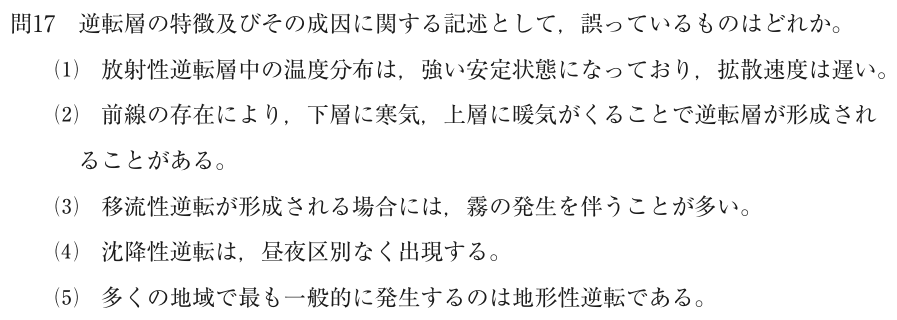 問17　逆転層の特徴及びその成因に関する記述として，誤っているものはどれか。
(1)　放射性逆転層中の温度分布は，強い安定状態になっており，拡散速度は遅い。
(2)　前線の存在により，下層に寒気，上層に暖気がくることで逆転層が形成され
ることがある。
(3)　移流性逆転が形成される場合には，霧の発生を伴うことが多い。
(4)　沈降性逆転は，昼夜区別なく出現する。
(5)　多くの地域で最も一般的に発生するのは地形性逆転である。